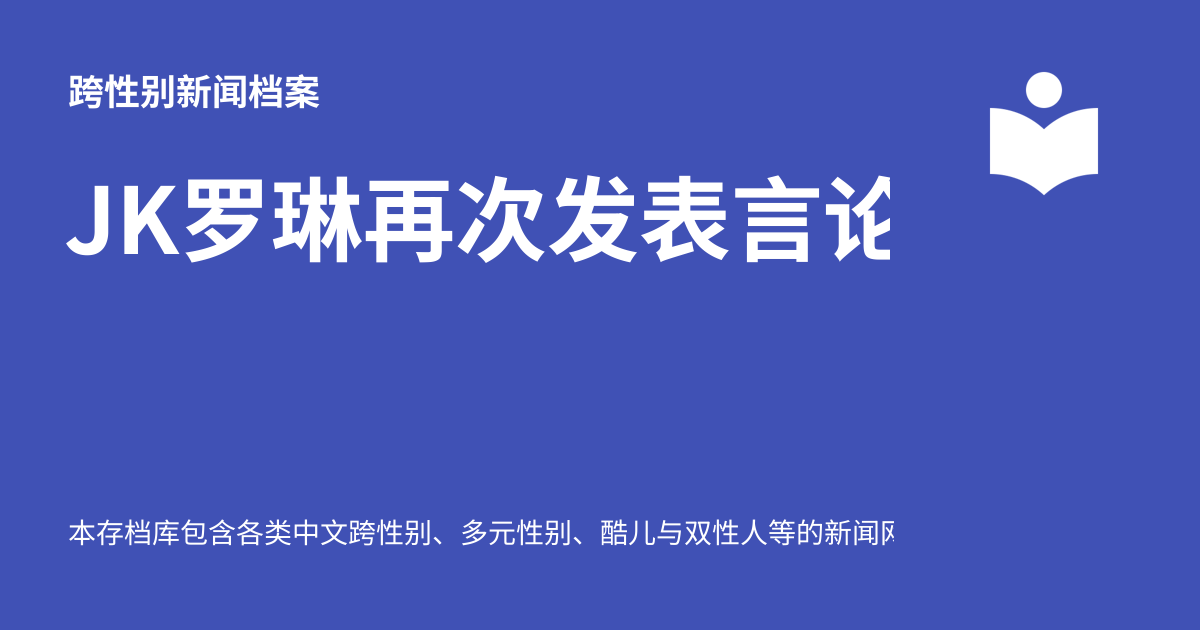 跨性别新闻档案
JK罗琳再次发表言论
本存档库包含各类中文跨性别、多元性别、酷儿与双性人等的新闻网